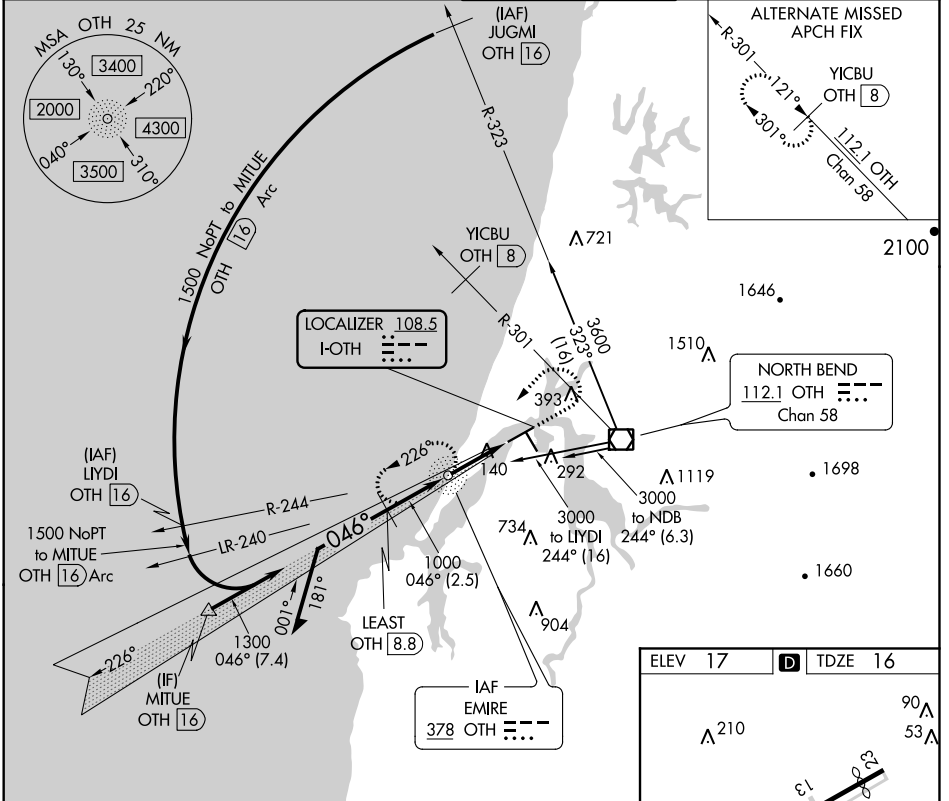 MSA OTH 25 NM
130°
3400
220°
2000
4300
040°
3500
310°
(IAF)
JUGMI
OTH 16
ALTERNATE MISSED
APCH FIX
R-301
121°
YICBU
OTH 8
301°
112.1 OTH
Chan 58
R-323
1500 NoPT to MITUE
OTH 16 Arc
YICBU
OTH 8
721
2100
1646
LOCALIZER 108.5
I-OTH
R-301
3600
323°
(16)
1510
393
NORTH BEND
112.1 OTH
Chan 58
(IAF)
LIYDI
OTH 16
226°
140
292
1119
1698
R-244
3000
to NDB
244° (6.3)
1500 NoPT
to MITUE
OTH 16 Arc
LR-240
046°
734
3000
to LIYDI
244° (16)
1000
046° (2.5)
1660
001°
181°
LEAST
OTH 8.8
904
1300
046° (7.4)
226°
(IF)
MITUE
OTH 16
IAF
EMIRE
378 OTH
ELEV 17 D TDZE 16
210
90
53
23
13